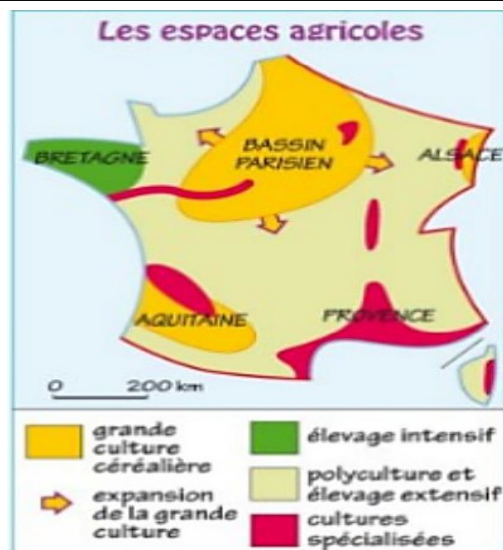 Les espaces agricoles
BRETAGNE
BASSIN
PARISIEN
ALSACE
AQUITAINE
PROVENCE
0 200 km
grande
culture
céréalière
expansion
de la grande
culture
élevage intensif
polyculture et
élevage extensif
cultures
spécialisées